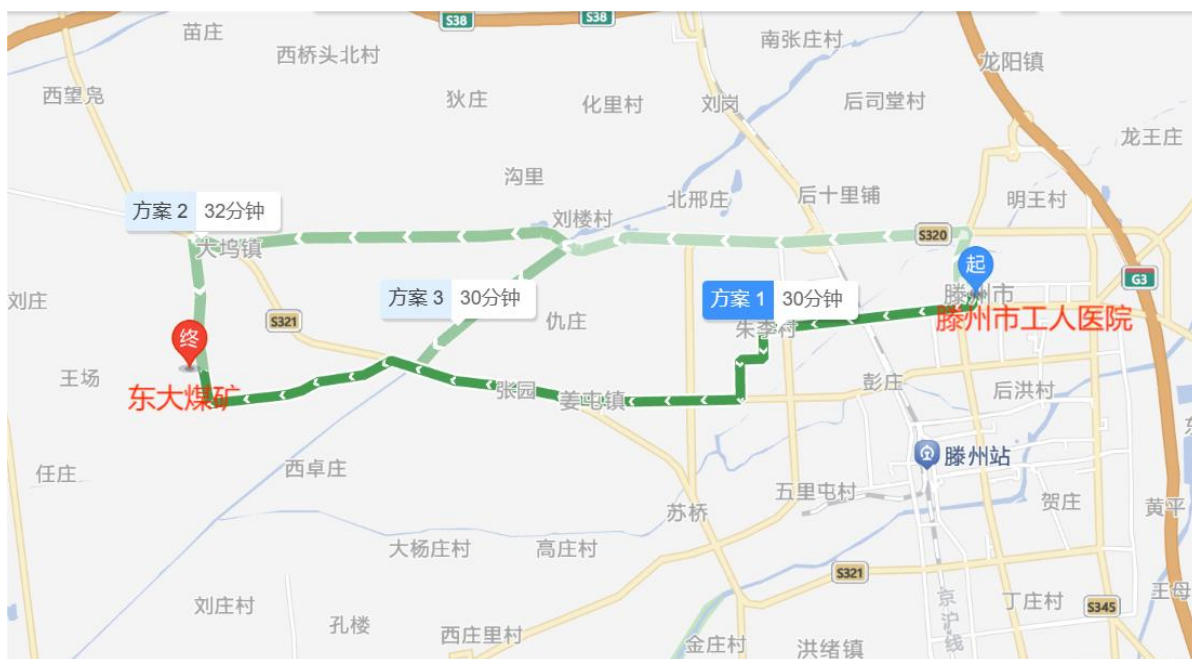 S38
S38
苗庄
西桥头北村
南张庄村
龙阳镇
西望凫
狄庄
化里村
刘岗
后司堂村
龙王庄
沟里
北邢庄
后十里铺
明王村
方案 2 32分钟
刘楼村
大坞镇
S320
起
G3
刘庄
方案 3 30分钟
方案 1 30分钟
滕州市
S321
仇庄
朱李村
滕州市工人医院
终
王场
东大煤矿
张园
姜屯镇
彭庄
后洪村
东
任庄
西卓庄
滕州站
五里屯村
贺庄
苏桥
黄平
大杨庄村
高庄村
S321
王母
刘庄村
孔楼
西庄里村
金庄村
洪绪镇
京沪线
丁庄村
S345